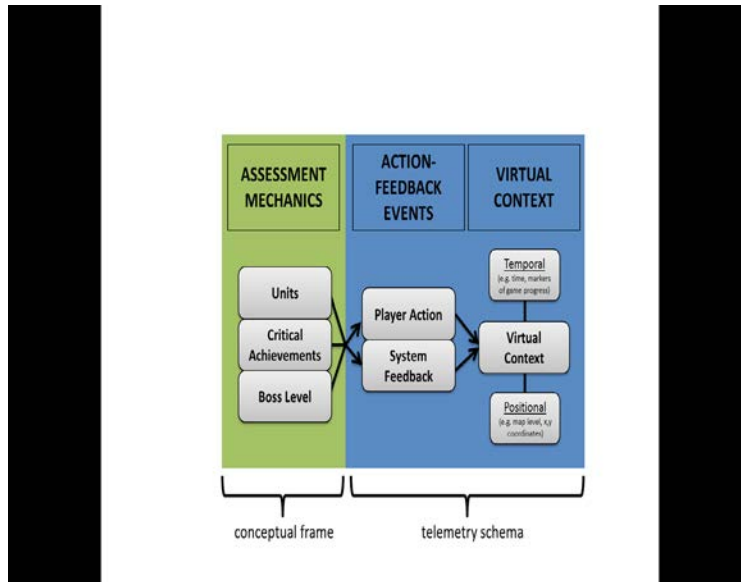 ASSESSMENT
MECHANICS
ACTION-
FEEDBACK
EVENTS
VIRTUAL
CONTEXT
Units
Critical
Achievements
Boss Level
Player Action
System
Feedback
Temporal
(e.g. time, markers
of game progress)
Virtual
Context
Positional
(e.g. map level, x,y
coordinates)
conceptual frame
telemetry schema